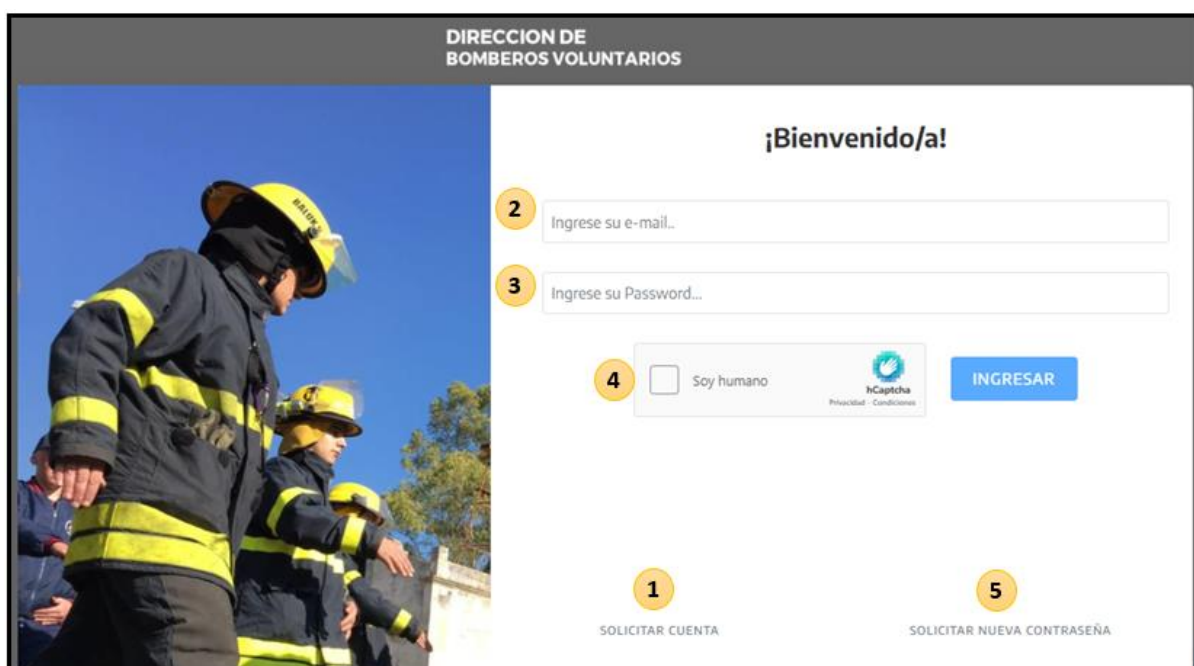 DIRECCION DE
BOMBEROS VOLUNTARIOS
¡Bienvenido/a!
2
Ingrese su e-mail..
3
Ingrese su Password...
4
Soy humano
hCaptcha
Privacidad - Condiciones
INGRESAR
1
SOLICITAR CUENTA
5
SOLICITAR NUEVA CONTRASEÑA